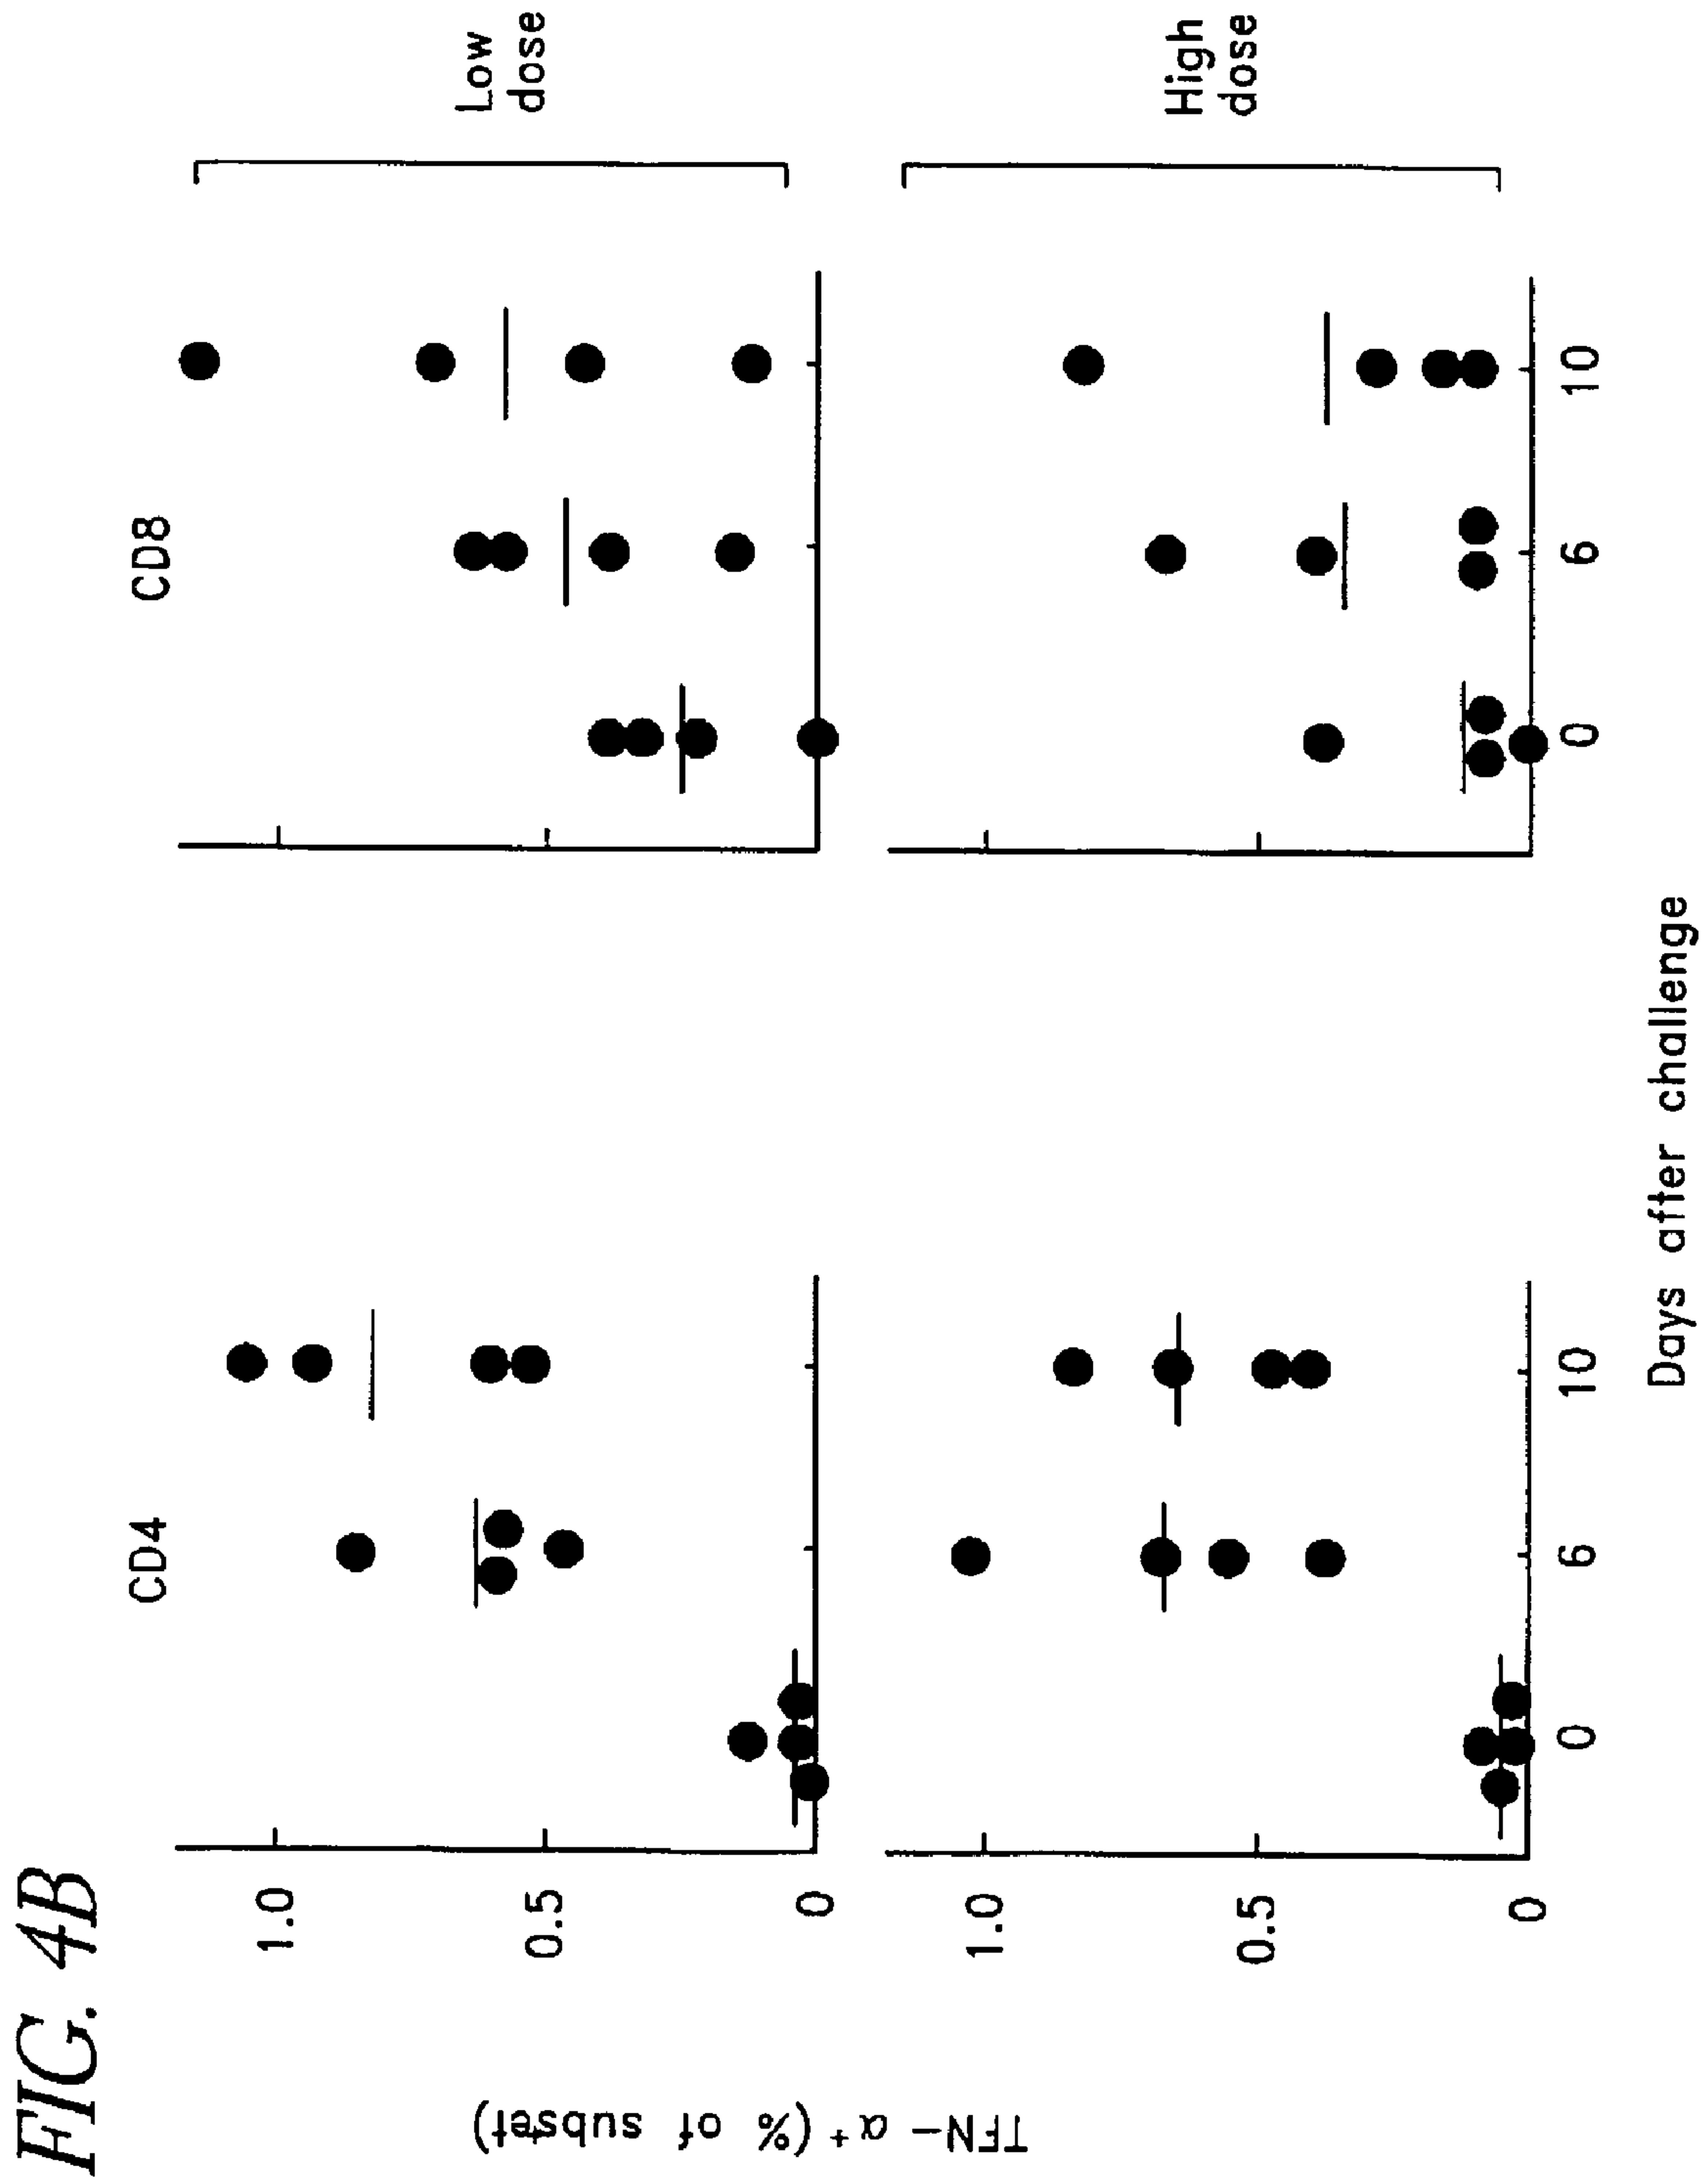 FIG. 4B
CD4
CD8
TFN- α+ (% of subset)
1.0
0.5
0
Low
dose
1.0
0.5
0
High
dose
0
6
10
0
6
10
Days after challenge